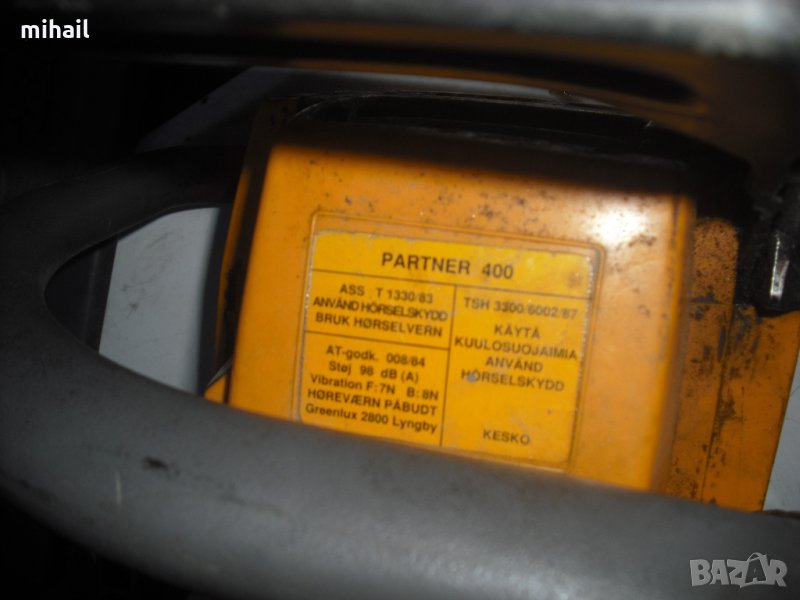 mihail
PARTNER 400
ASS T 1330/83
ANVÄND HÖRSELSKYDD
BRUK HØRSELVERN
AT-godk. 008/84
Støj 98 dB (A)
Vibration F:7N B:8N
HØREVÆRN PÅBUDT
Greenlux 2800 Lyngby
TSH 3300/6002/87
KÄYTÄ
KUULOSUOJAIMIA
ANVÄND
HÖRSELSKYDD
KESKO
BAZAR